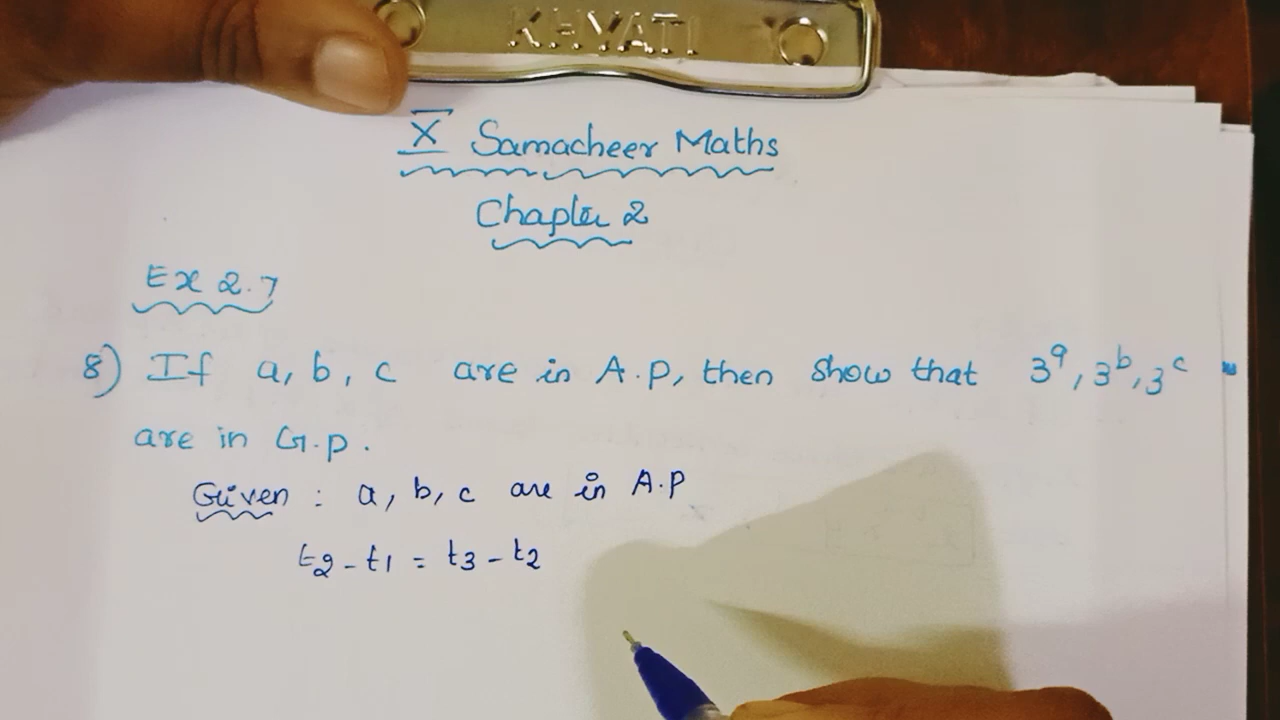 KHYATI
X Samacheer Maths
Chapter 2
Ex 2.7
8) If a, b, c are in A.P, then show that 3^a, 3^b, 3^c
are in G.P.
Given : a, b, c are in A.P
t2 - t1 = t3 - t2